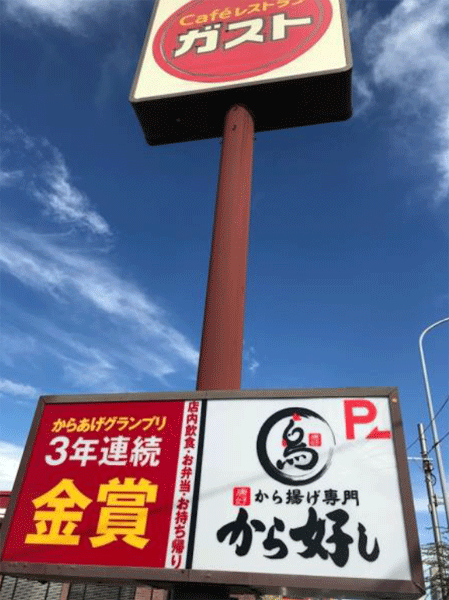 Caféレストラン
ガスト
からあげグランプリ
3年連続
金賞
店内飲食・お弁当・お持ち帰り
P
から揚げ専門
から好し